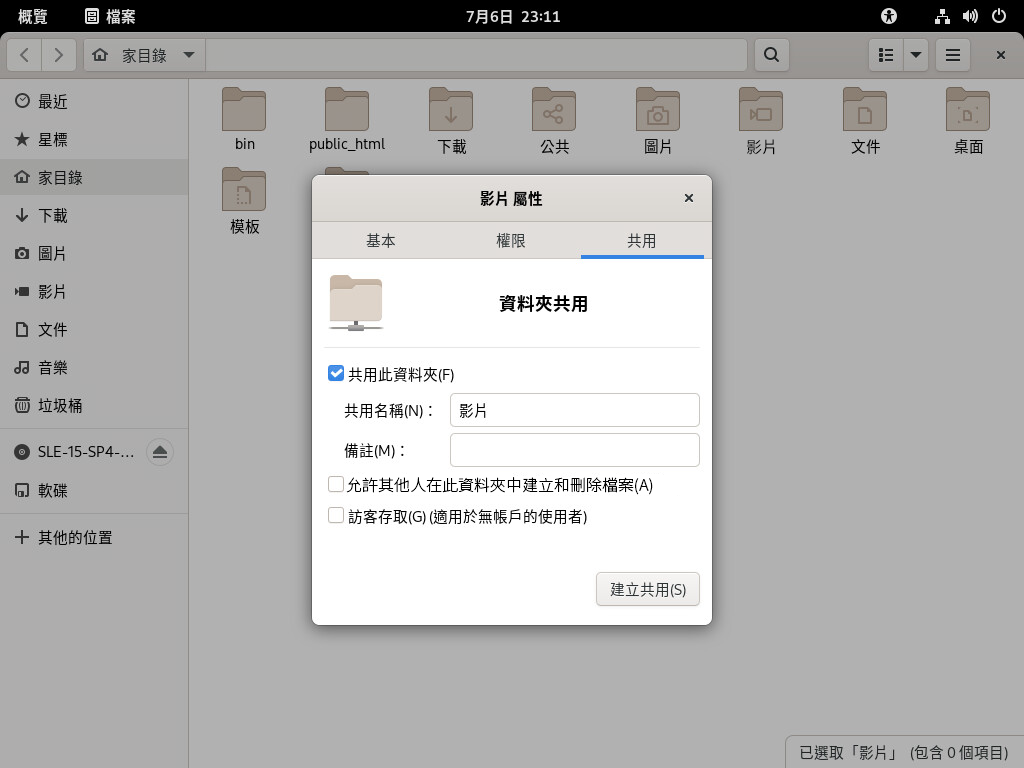 概覽
檔案
7月6日 23:11
家目錄
最近
星標
家目錄
下載
圖片
影片
文件
音樂
垃圾桶
SLE-15-SP4-…
軟碟
其他的位置
bin
public_html
下載
公共
圖片
影片
文件
桌面
模板
影片 屬性
基本
權限
共用
資料夾共用
共用此資料夾(F)
共用名稱(N)：
影片
備註(M)：
允許其他人在此資料夾中建立和刪除檔案(A)
訪客存取(G) (適用於無帳戶的使用者)
建立共用(S)
已選取「影片」 (包含 0 個項目)